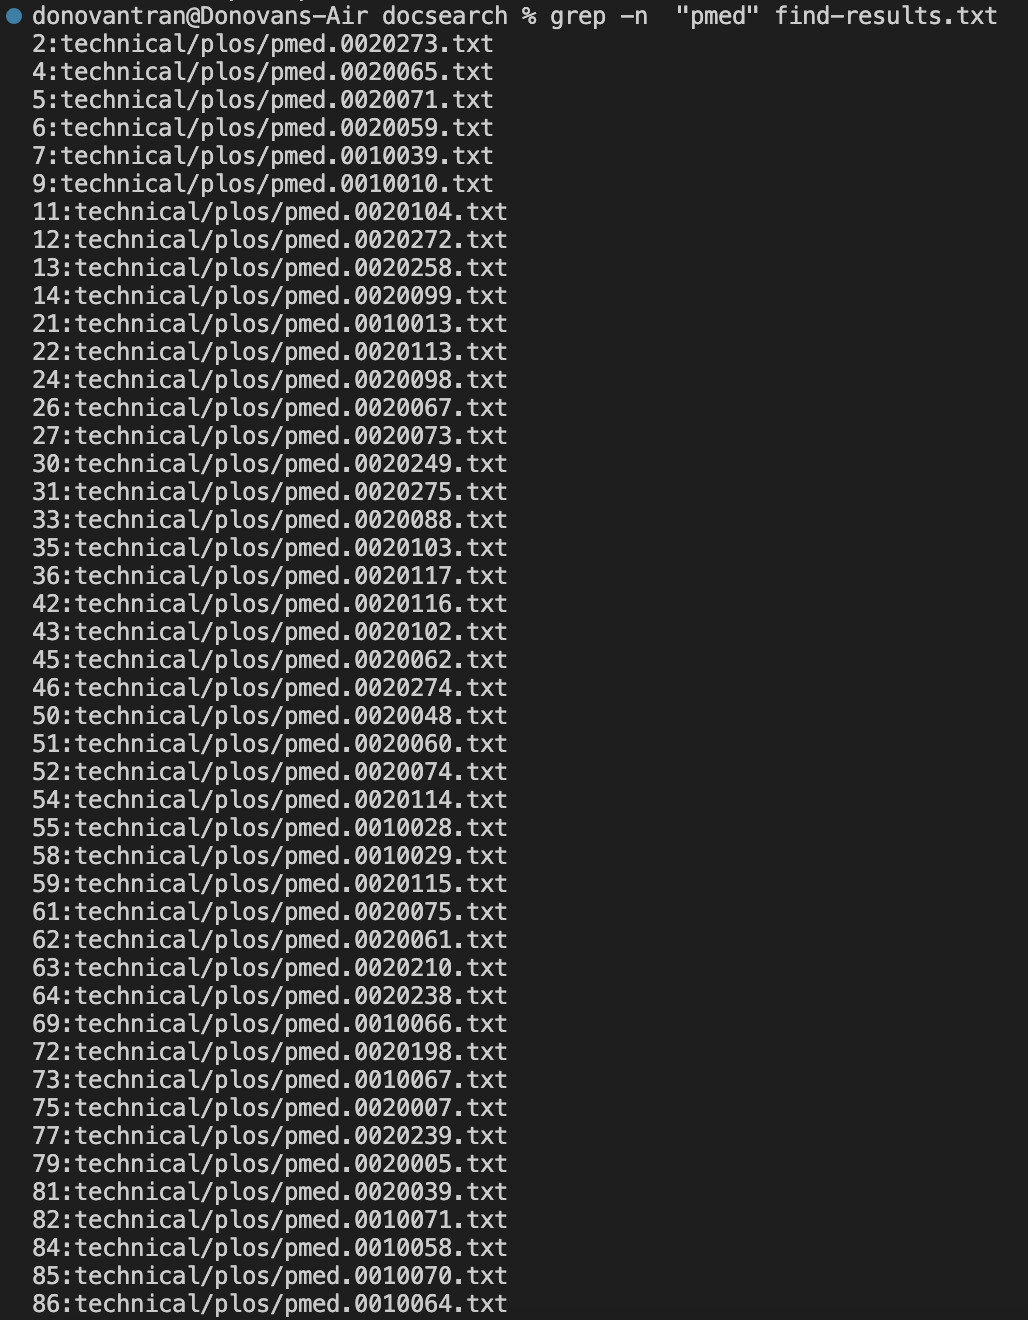 donovantran@Donovans-Air docsearch % grep -n  "pmed" find-results.txt
2:technical/plos/pmed.0020273.txt
4:technical/plos/pmed.0020065.txt
5:technical/plos/pmed.0020071.txt
6:technical/plos/pmed.0020059.txt
7:technical/plos/pmed.0010039.txt
9:technical/plos/pmed.0010010.txt
11:technical/plos/pmed.0020104.txt
12:technical/plos/pmed.0020272.txt
13:technical/plos/pmed.0020258.txt
14:technical/plos/pmed.0020099.txt
21:technical/plos/pmed.0010013.txt
22:technical/plos/pmed.0020113.txt
24:technical/plos/pmed.0020098.txt
26:technical/plos/pmed.0020067.txt
27:technical/plos/pmed.0020073.txt
30:technical/plos/pmed.0020249.txt
31:technical/plos/pmed.0020275.txt
33:technical/plos/pmed.0020088.txt
35:technical/plos/pmed.0020103.txt
36:technical/plos/pmed.0020117.txt
42:technical/plos/pmed.0020116.txt
43:technical/plos/pmed.0020102.txt
45:technical/plos/pmed.0020062.txt
46:technical/plos/pmed.0020274.txt
50:technical/plos/pmed.0020048.txt
51:technical/plos/pmed.0020060.txt
52:technical/plos/pmed.0020074.txt
54:technical/plos/pmed.0020114.txt
55:technical/plos/pmed.0010028.txt
58:technical/plos/pmed.0010029.txt
59:technical/plos/pmed.0020115.txt
61:technical/plos/pmed.0020075.txt
62:technical/plos/pmed.0020061.txt
63:technical/plos/pmed.0020210.txt
64:technical/plos/pmed.0020238.txt
69:technical/plos/pmed.0010066.txt
72:technical/plos/pmed.0020198.txt
73:technical/plos/pmed.0010067.txt
75:technical/plos/pmed.0020007.txt
77:technical/plos/pmed.0020239.txt
79:technical/plos/pmed.0020005.txt
81:technical/plos/pmed.0020039.txt
82:technical/plos/pmed.0010071.txt
84:technical/plos/pmed.0010058.txt
85:technical/plos/pmed.0010070.txt
86:technical/plos/pmed.0010064.txt